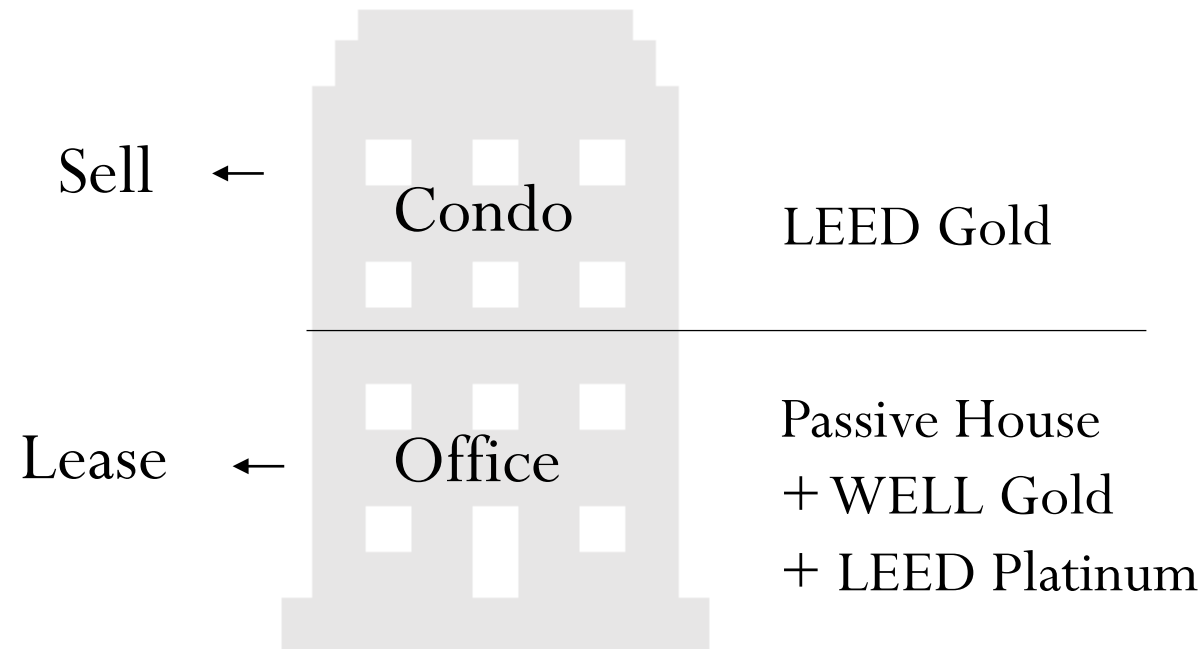 Sell
Condo
LEED Gold
Lease
Office
Passive House
+ WELL Gold
+ LEED Platinum